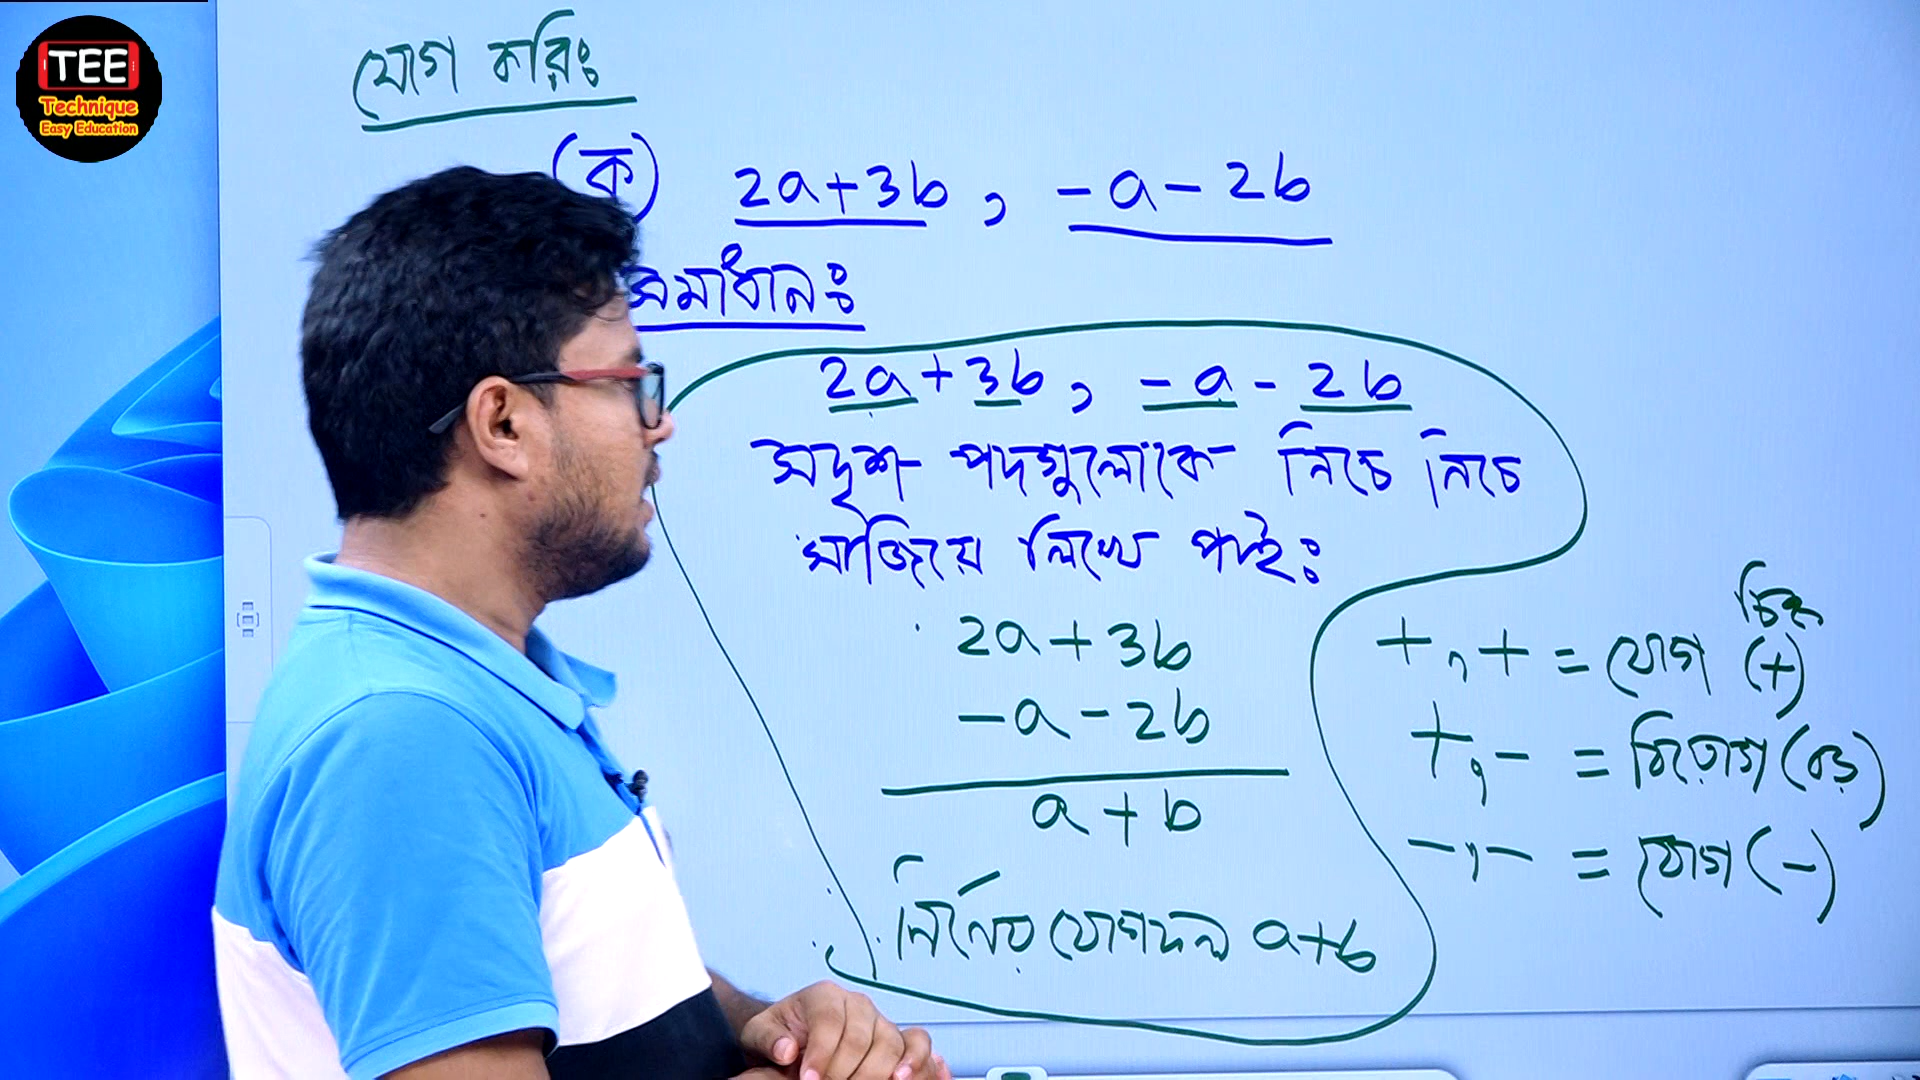 TEE
Technique
Easy Education
যোগ করিঃ
(ক) 2a+3b, -a-2b
সমাধানঃ
2a+3b, -a-2b
সদৃশ পদগুলোকে নিচে নিচে
সাজিয়ে লিখে পাইঃ
2a+3b
-a-2b
a+b
নির্ণেয় যোগফল a+b
চিহ্ন
+,+ = যোগ (+)
+,- = বিয়োগ (বড়)
-,- = যোগ (-)